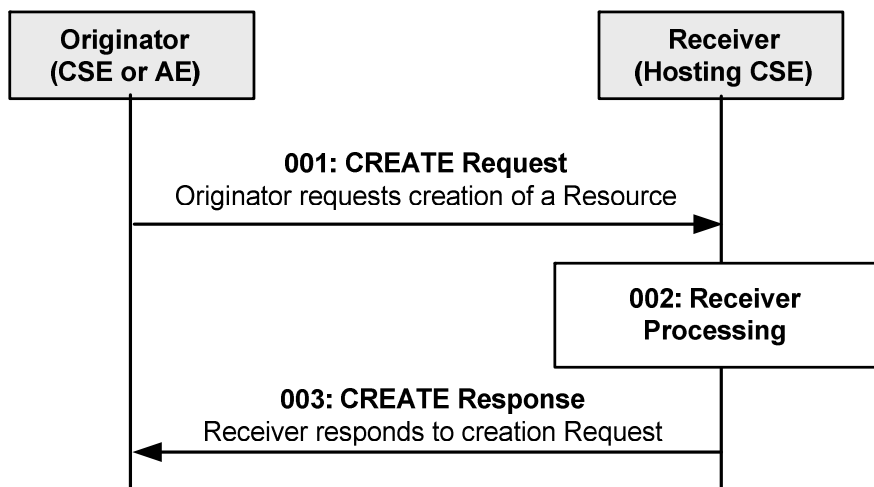 Originator
(CSE or AE)
Receiver
(Hosting CSE)
001: CREATE Request
Originator requests creation of a Resource
002: Receiver
Processing
003: CREATE Response
Receiver responds to creation Request